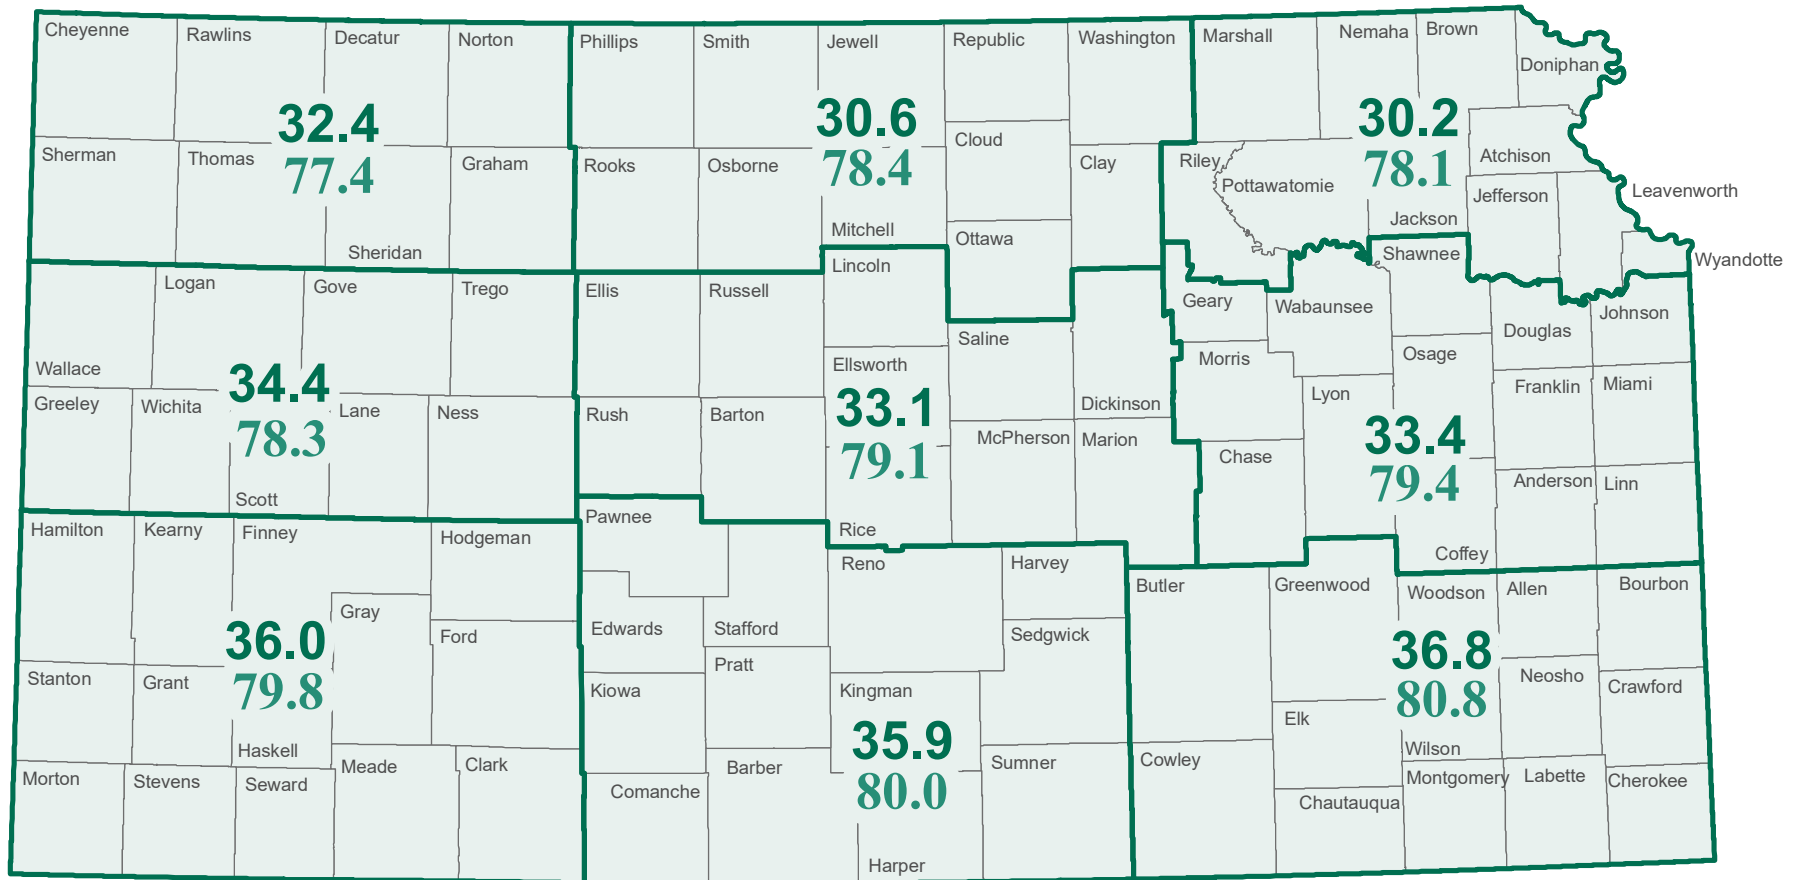 Cheyenne
Rawlins
Decatur
Norton
Phillips
Smith
Jewell
Republic
Washington
Marshall
Nemaha
Brown
Doniphan
32.4
77.4
30.6
78.4
30.2
78.1
Sherman
Thomas
Graham
Sheridan
Rooks
Osborne
Mitchell
Cloud
Clay
Ottawa
Riley
Pottawatomie
Jackson
Atchison
Jefferson
Leavenworth
Wyandotte
Shawnee
Logan
Gove
Trego
Wallace
Greeley
Wichita
Scott
Lane
Ness
34.4
78.3
Ellis
Russell
Lincoln
Ellsworth
Saline
Dickinson
Rush
Barton
Rice
McPherson
Marion
33.1
79.1
Geary
Wabaunsee
Morris
Chase
Lyon
Osage
Douglas
Johnson
Franklin
Miami
Anderson
Linn
Coffey
33.4
79.4
Hamilton
Kearny
Finney
Hodgeman
Gray
Ford
Stanton
Grant
Haskell
Morton
Stevens
Seward
Meade
Clark
36.0
79.8
Pawnee
Edwards
Stafford
Reno
Harvey
Sedgwick
Pratt
Kiowa
Kingman
Comanche
Barber
Sumner
Harper
35.9
80.0
Butler
Greenwood
Woodson
Allen
Bourbon
Neosho
Crawford
Elk
Wilson
Cowley
Chautauqua
Montgomery
Labette
Cherokee
36.8
80.8